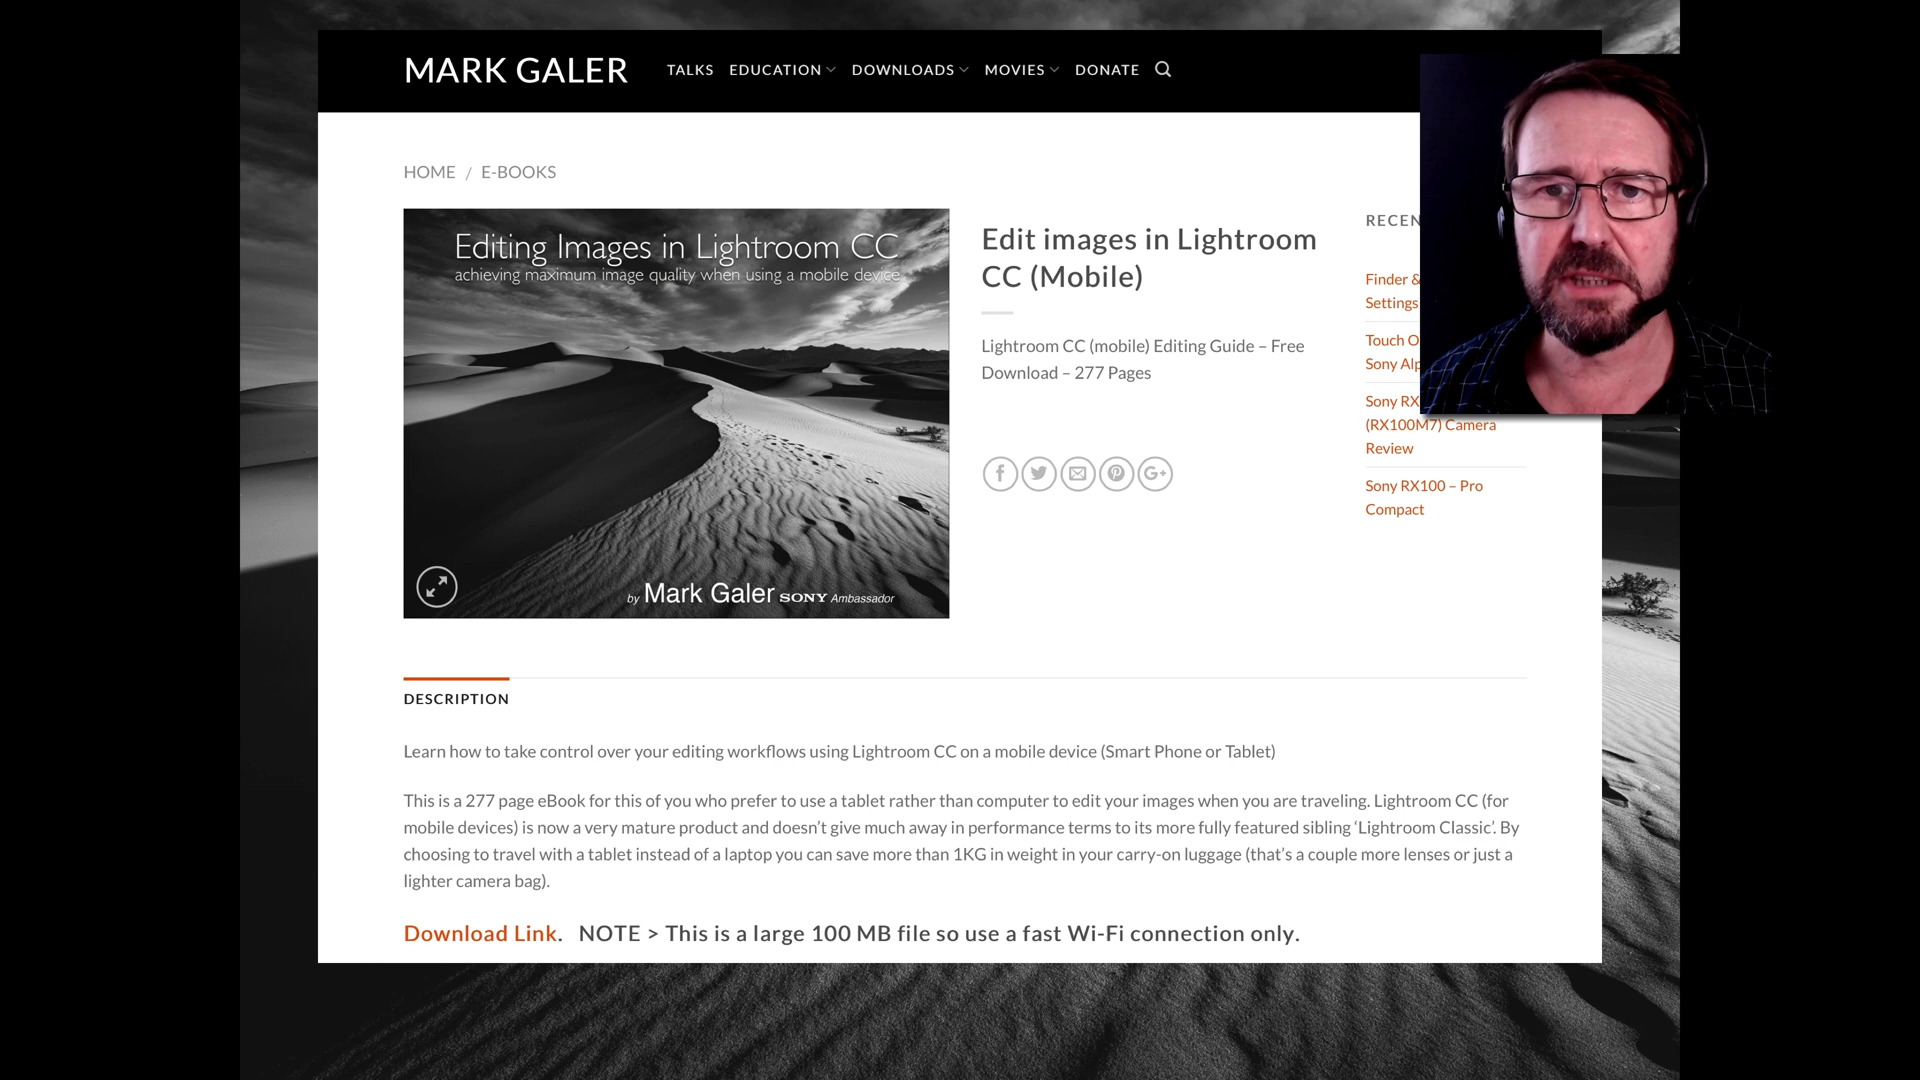 MARK GALER
TALKS EDUCATION DOWNLOADS MOVIES DONATE
HOME / E-BOOKS
Editing Images in Lightroom CC
achieving maximum image quality when using a mobile device
by Mark Galer SONY Ambassador
Edit images in Lightroom
CC (Mobile)
Lightroom CC (mobile) Editing Guide – Free
Download – 277 Pages
G+
Finder &
Settings
Touch
Sony
Sony
(RX100M7) Camera
Review
Sony RX100 – Pro
Compact
DESCRIPTION
Learn how to take control over your editing workflows using Lightroom CC on a mobile device (Smart Phone or Tablet)
This is a 277 page eBook for this of you who prefer to use a tablet rather than computer to edit your images when you are traveling. Lightroom CC (for
mobile devices) is now a very mature product and doesn’t give much away in performance terms to its more fully featured sibling ‘Lightroom Classic’. By
choosing to travel with a tablet instead of a laptop you can save more than 1KG in weight in your carry-on luggage (that’s a couple more lenses or just a
lighter camera bag).
Download Link. NOTE > This is a large 100 MB file so use a fast Wi-Fi connection only.